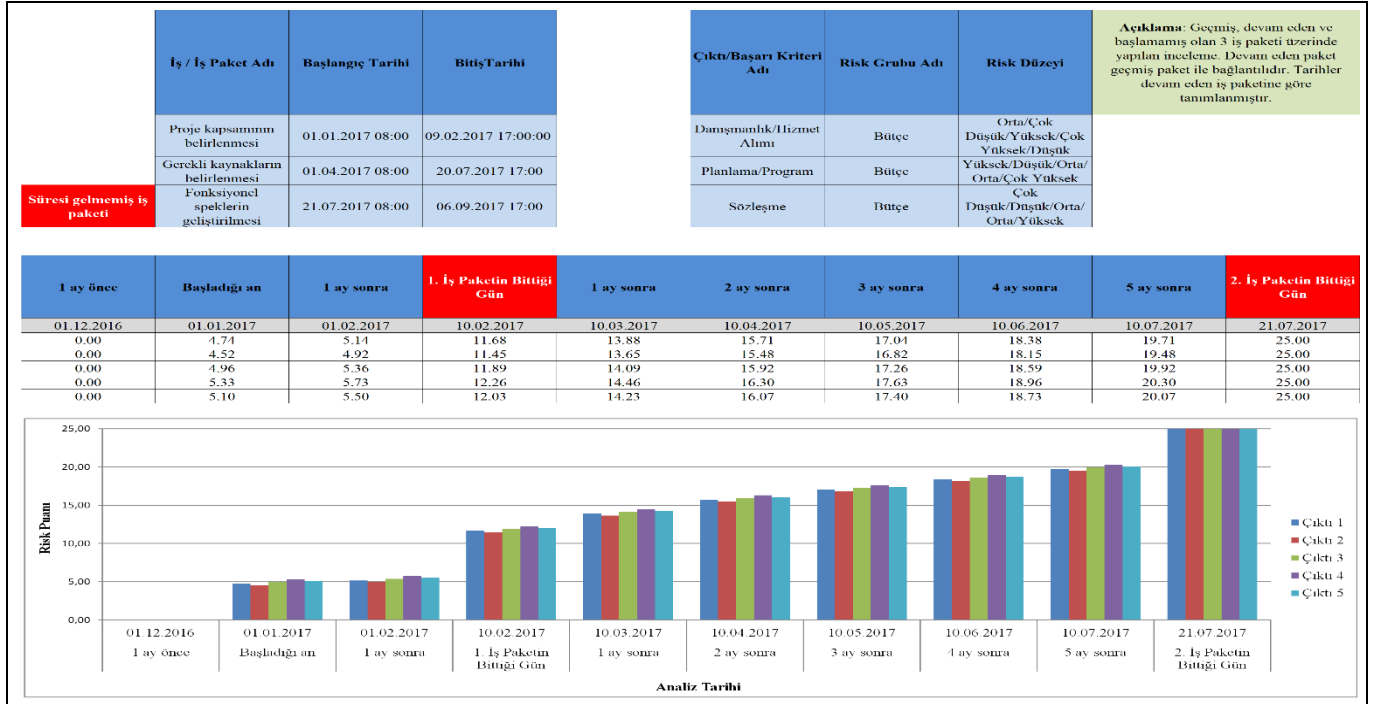 İş / İş Paket Adı
Başlangıç Tarihi
BitişTarihi
Çıktı/Başarı Kriteri
Adı
Risk Grubu Adı
Risk Düzeyi
Açıklama: Geçmiş, devam eden ve
başlamamış olan 3 iş paketi üzerinde
yapılan inceleme. Devam eden paket
geçmiş paket ile bağlantılıdır. Tarihler
devam eden iş paketine göre
tanımlanmıştır.
Proje kapsamının
belirlenmesi
01.01.2017 08:00
09.02.2017 17:00:00
Danışmanlık/Hizmet
Alımı
Bütçe
Orta/Çok
Düşük/Yüksek/Çok
Yüksek/Düşük
Gerekli kaynakların
belirlenmesi
01.04.2017 08:00
20.07.2017 17:00
Planlama/Program
Bütçe
Yüksek/Düşük/Orta/
Orta/Çok Yüksek
Süresi gelmemiş iş
paketi
Fonksiyonel
speklerin
geliştirilmesi
21.07.2017 08:00
06.09.2017 17:00
Sözleşme
Bütçe
Çok
Düşük/Düşük/Orta/
Orta/Yüksek
1 ay önce
Başladığı an
1 ay sonra
1. İş Paketin Bittiği
Gün
1 ay sonra
2 ay sonra
3 ay sonra
4 ay sonra
5 ay sonra
2. İş Paketin Bittiği
Gün
01.12.2016 01.01.2017 01.02.2017 10.02.2017 10.03.2017 10.04.2017 10.05.2017 10.06.2017 10.07.2017 21.07.2017
0.00 4.74 5.14 11.68 13.88 15.71 17.04 18.38 19.71 25.00
0.00 4.52 4.92 11.45 13.65 15.48 16.82 18.15 19.48 25.00
0.00 4.96 5.36 11.89 14.09 15.92 17.26 18.59 19.92 25.00
0.00 5.33 5.73 12.26 14.46 16.30 17.63 18.96 20.30 25.00
0.00 5.10 5.50 12.03 14.23 16.07 17.40 18.73 20.07 25.00
Risk Puanı
25,00
20,00
15,00
10,00
5,00
0,00
Çıktı 1
Çıktı 2
Çıktı 3
Çıktı 4
Çıktı 5
01.12.2016 01.01.2017 01.02.2017 10.02.2017 10.03.2017 10.04.2017 10.05.2017 10.06.2017 10.07.2017 21.07.2017
1 ay önce
Başladığı an
1 ay sonra
1. İş Paketin
Bittiği Gün
1 ay sonra
2 ay sonra
3 ay sonra
4 ay sonra
5 ay sonra
2. İş Paketin
Bittiği Gün
Analiz Tarihi